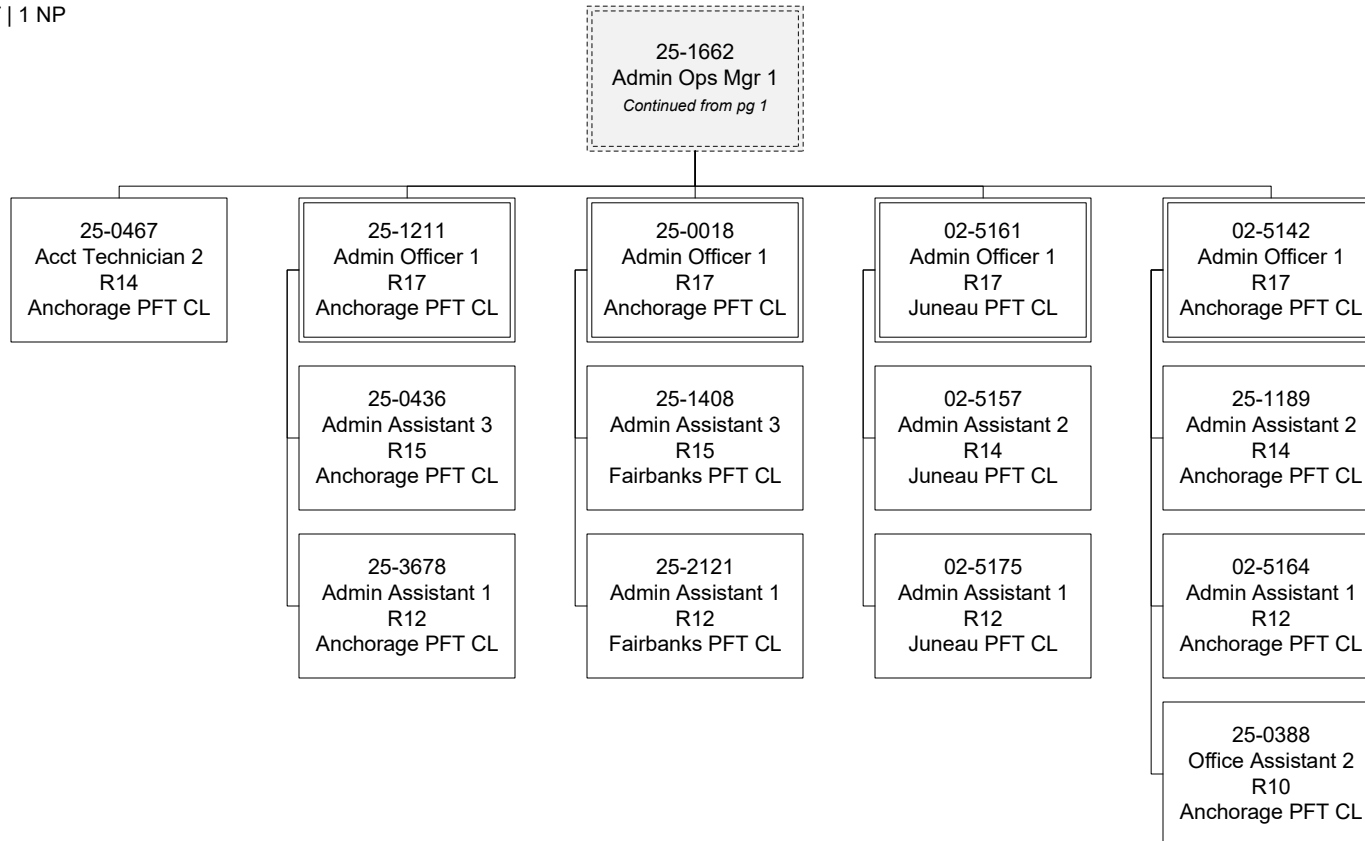 | 1 NP
25-1662
Admin Ops Mgr 1
Continued from pg 1
25-0467
Acct Technician 2
R14
Anchorage PFT CL
25-1211
Admin Officer 1
R17
Anchorage PFT CL
25-0436
Admin Assistant 3
R15
Anchorage PFT CL
25-3678
Admin Assistant 1
R12
Anchorage PFT CL
25-0018
Admin Officer 1
R17
Anchorage PFT CL
25-1408
Admin Assistant 3
R15
Fairbanks PFT CL
25-2121
Admin Assistant 1
R12
Fairbanks PFT CL
02-5161
Admin Officer 1
R17
Juneau PFT CL
02-5157
Admin Assistant 2
R14
Juneau PFT CL
02-5175
Admin Assistant 1
R12
Juneau PFT CL
02-5142
Admin Officer 1
R17
Anchorage PFT CL
25-1189
Admin Assistant 2
R14
Anchorage PFT CL
02-5164
Admin Assistant 1
R12
Anchorage PFT CL
25-0388
Office Assistant 2
R10
Anchorage PFT CL